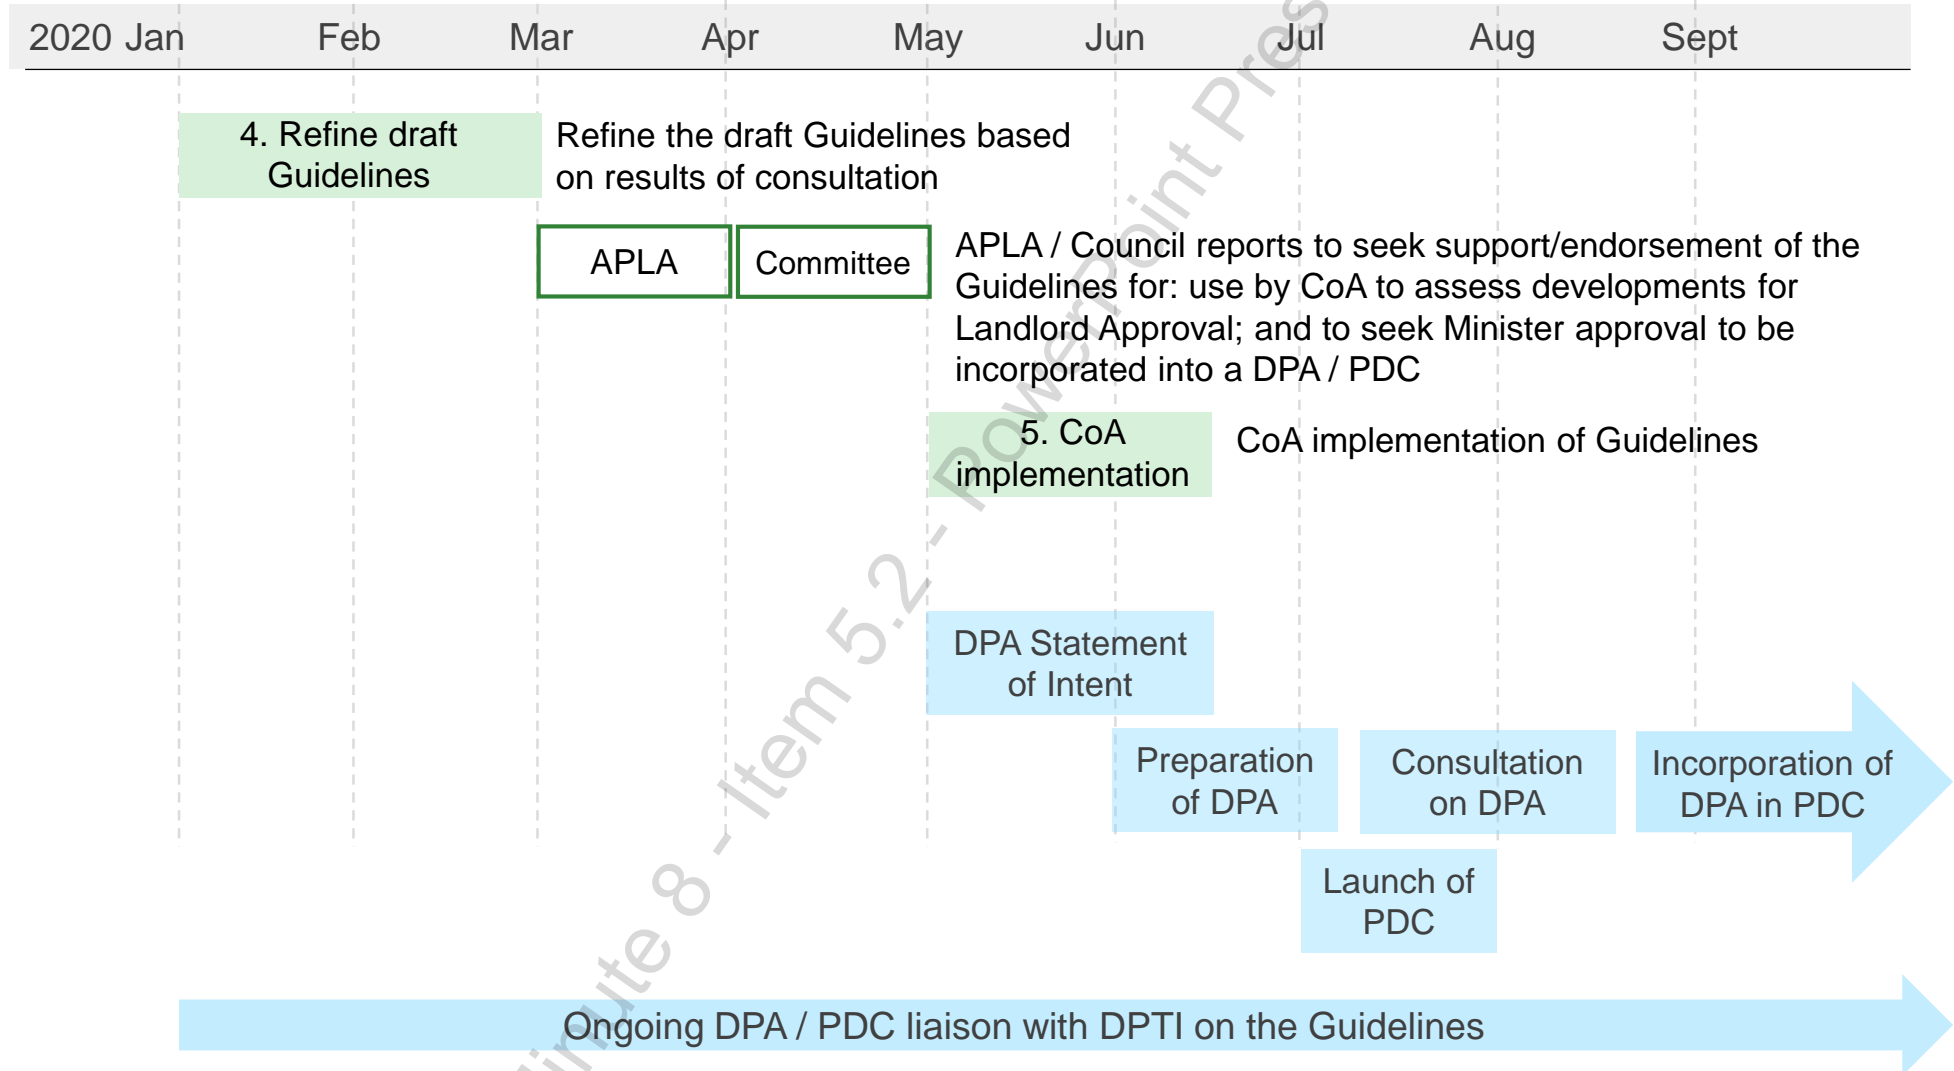 2020 Jan Feb Mar Apr May Jun Jul Aug Sept
4. Refine draft
Guidelines
Refine the draft Guidelines based
on results of consultation
APLA
Committee
APLA / Council reports to seek support/endorsement of the
Guidelines for: use by CoA to assess developments for
Landlord Approval; and to seek Minister approval to be
incorporated into a DPA / PDC
5. CoA
implementation
CoA implementation of Guidelines
DPA Statement
of Intent
Preparation
of DPA
Consultation
on DPA
Incorporation of
DPA in PDC
Launch of
PDC
Ongoing DPA / PDC liaison with DPTI on the Guidelines
8 - Item 5.2 - PowerPoint